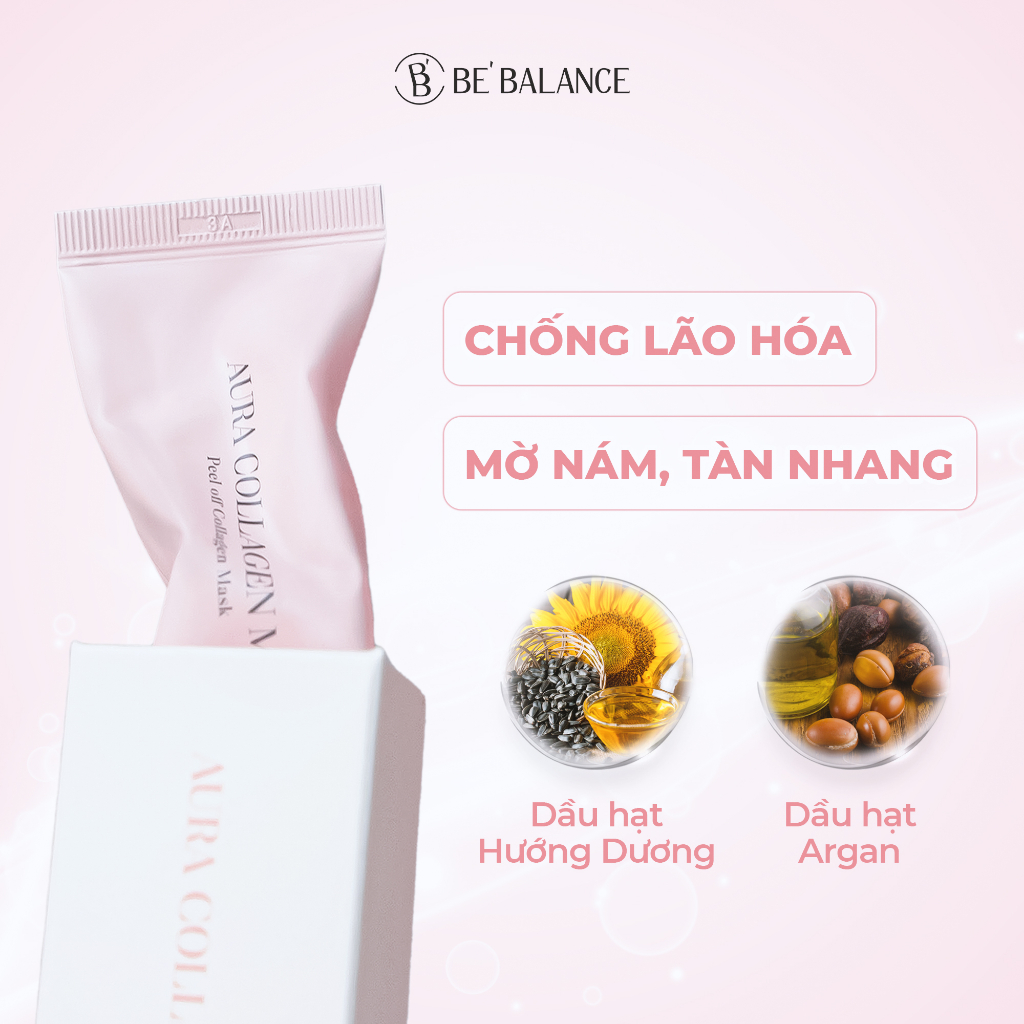 BE' BALANCE
3A
AURA COLLAGEN
Peel off Collagen Mask
CHỐNG LÃO HÓA
MỜ NÁM, TÀN NHANG
Dầu hạt
Hướng Dương
Dầu hạt
Argan
AURA